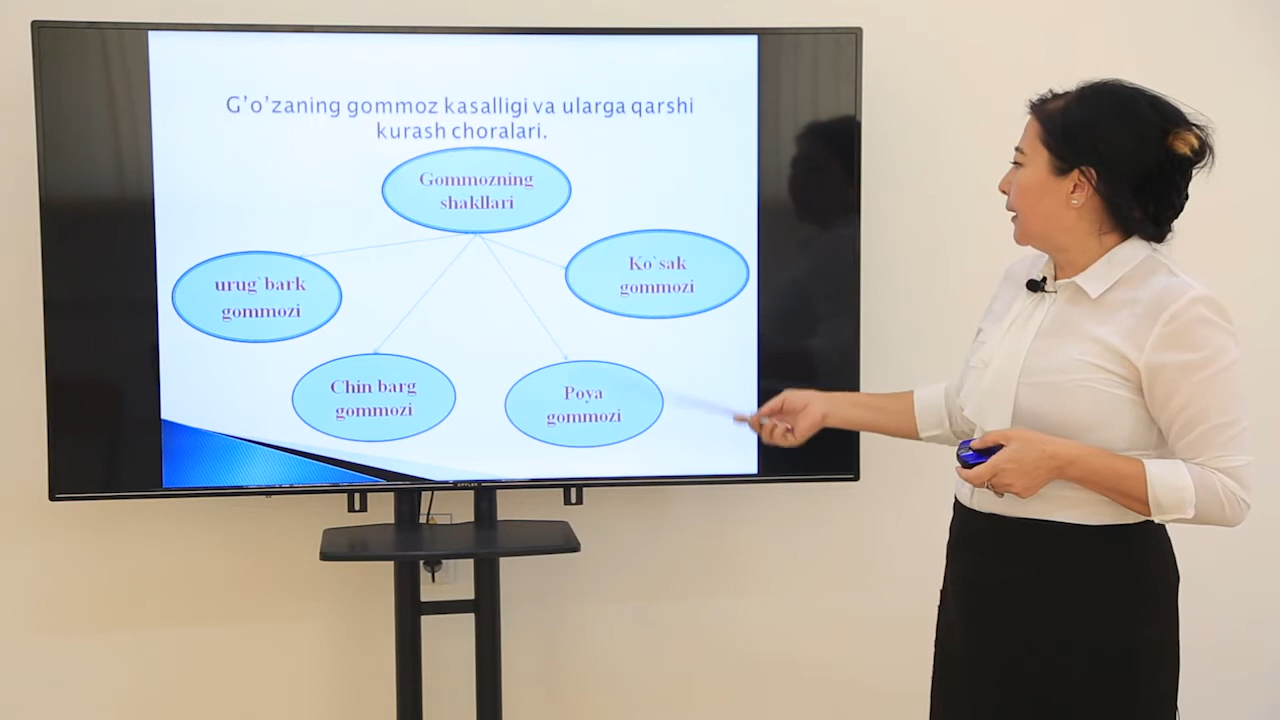 G’o’zaning gommoz kasalligi va ularga qarshi
kurash choralari.
Gommozning
shakllari
urug`bark
gommozi
Ko`sak
gommozi
Chin barg
gommozi
Poya
gommozi